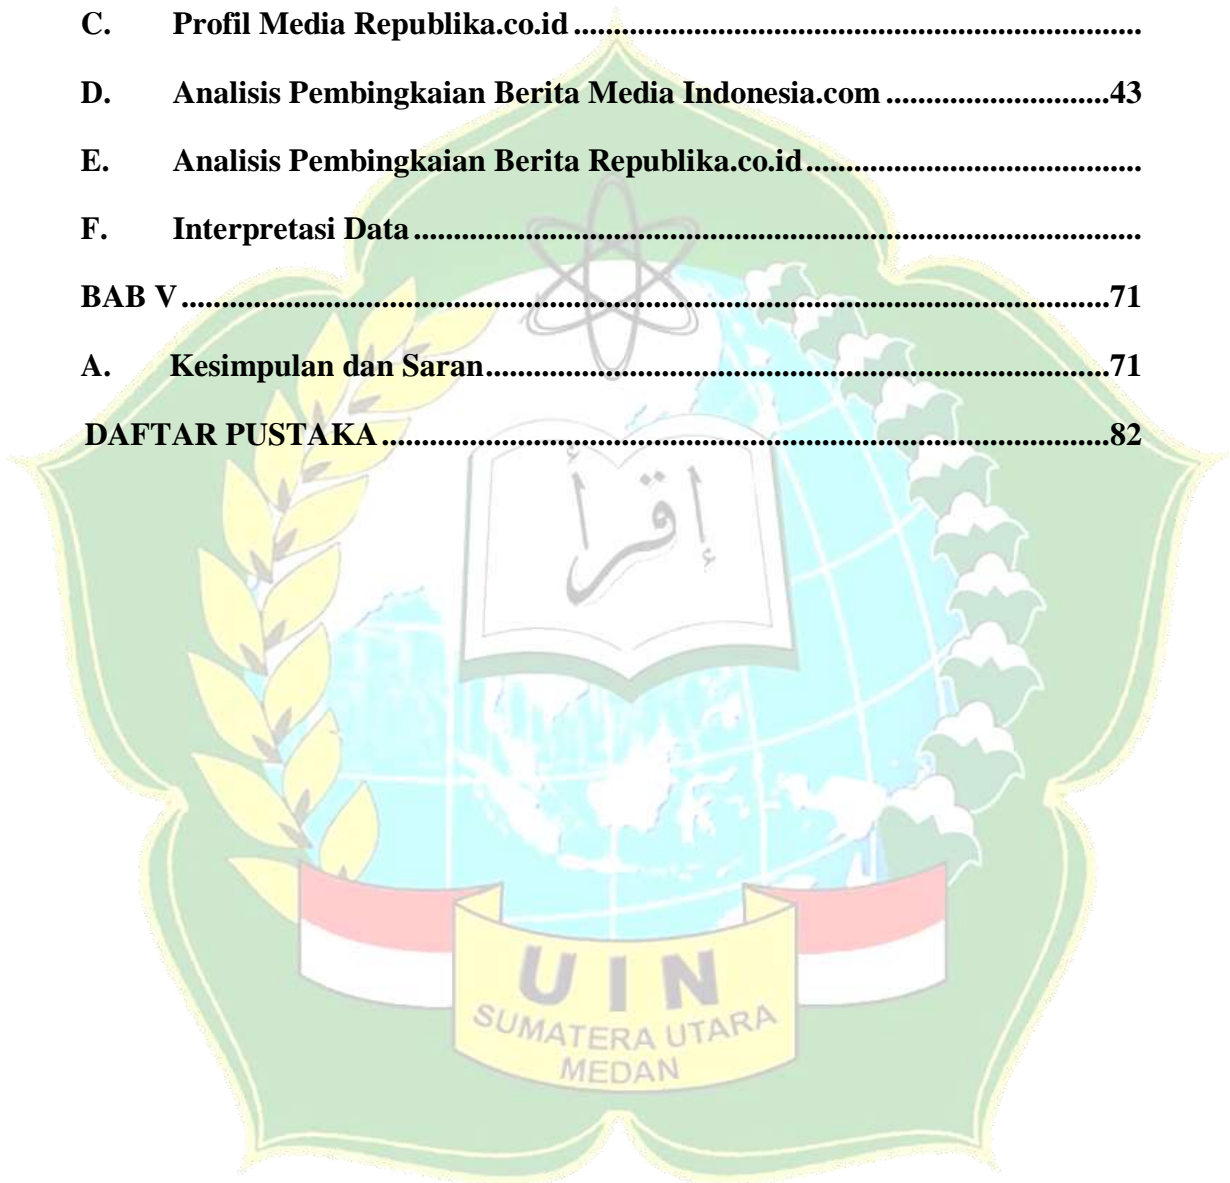 C. Profil Media Republika.co.id ........................................................................
D. Analisis Pembingkaian Berita Media Indonesia.com ............................43
E. Analisis Pembingkaian Berita Republika.co.id ..........................................
F. Interpretasi Data ...........................................................................................
BAB V .....................................................................................................................71
A. Kesimpulan dan Saran ...............................................................................71
DAFTAR PUSTAKA ...........................................................................................82
إقرأ
UIN
SUMATERA UTARA
MEDAN